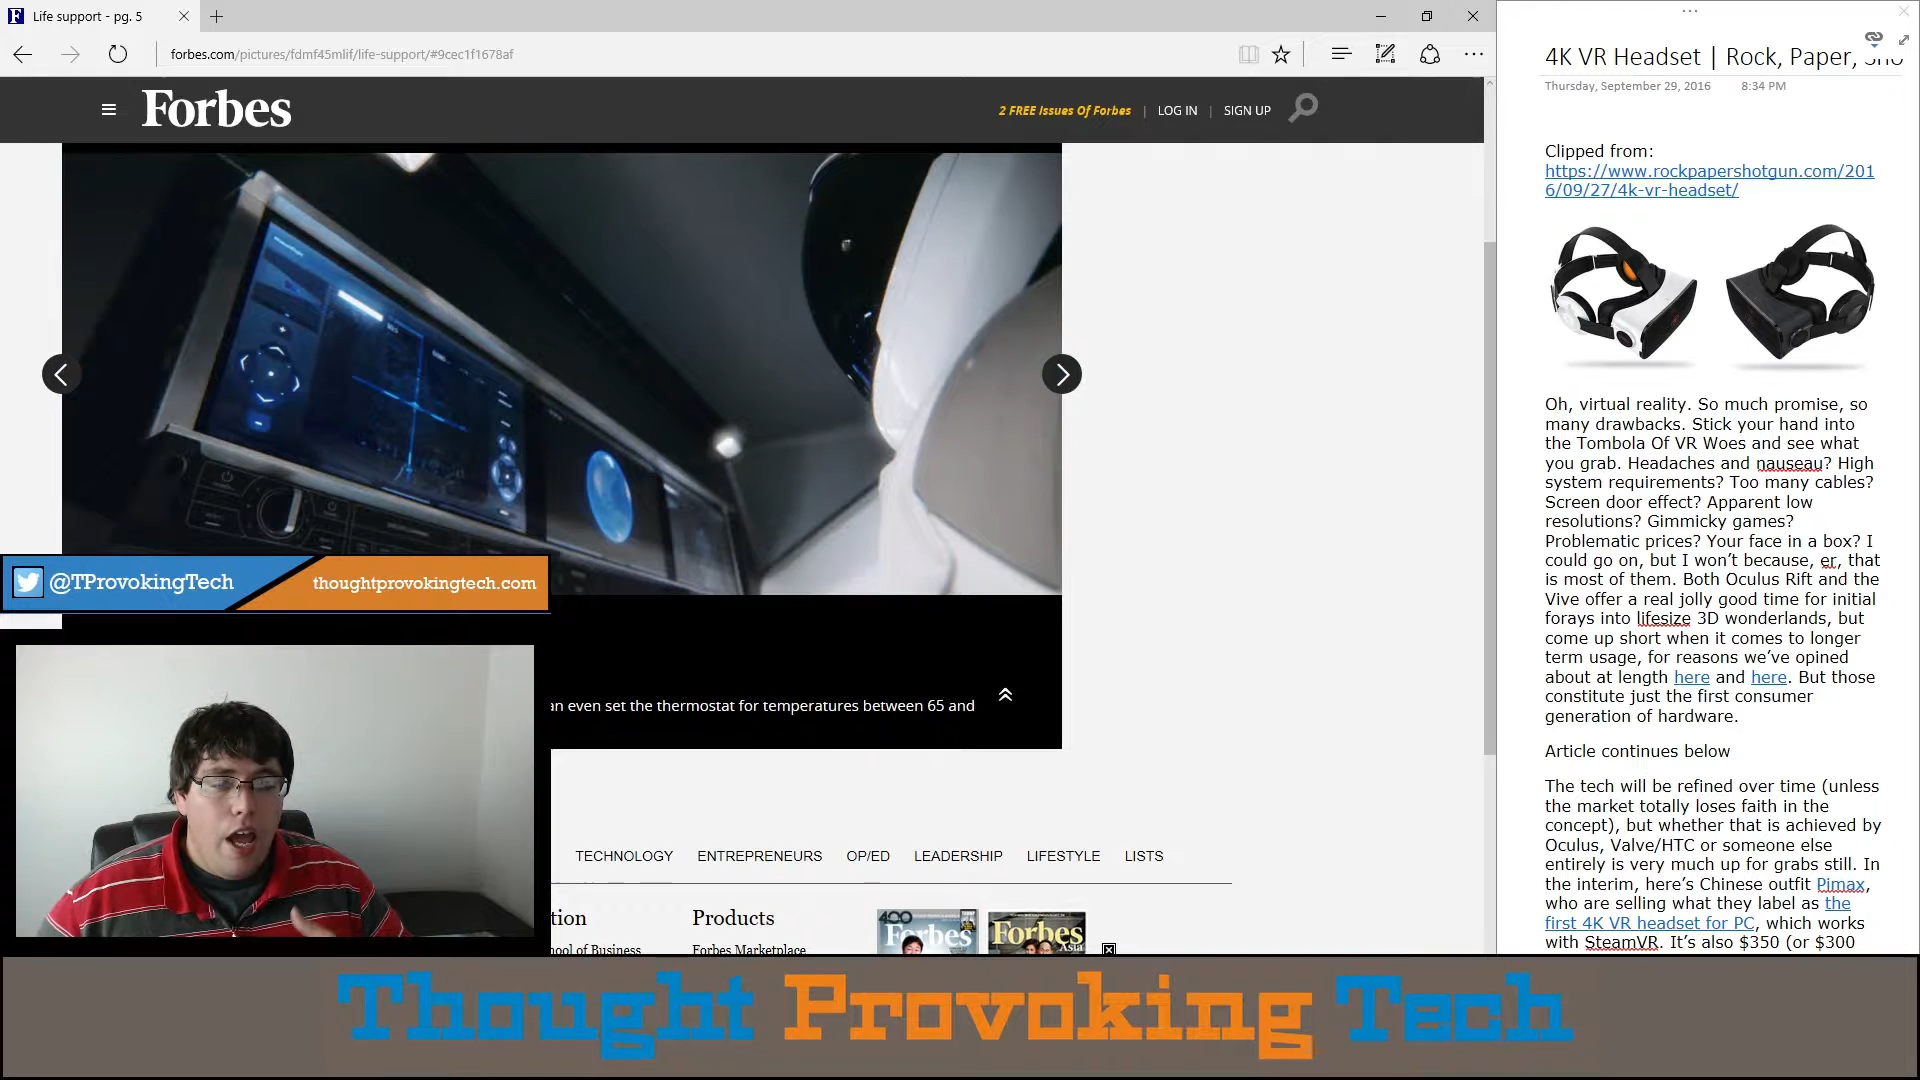 Life support - pg. 5
forbes.com/pictures/fdmf45mlif/life-support/#9cec1f1678af
Forbes
2 FREE Issues Of Forbes | LOG IN | SIGN UP
@TProvokingTech
thoughtprovokingtech.com
an even set the thermostat for temperatures between 65 and
TECHNOLOGY ENTREPRENEURS OP/ED LEADERSHIP LIFESTYLE LISTS
tion
Products
ool of Business
Forbes Marketplace
Forbes
Forbes
Asia
4K VR Headset | Rock, Paper,
Thursday, September 29, 2016 8:34 PM
Clipped from:
https://www.rockpapershotgun.com/201
6/09/27/4k-vr-headset/
Oh, virtual reality. So much promise, so
many drawbacks. Stick your hand into
the Tombola Of VR Woes and see what
you grab. Headaches and nauseau? High
system requirements? Too many cables?
Screen door effect? Apparent low
resolutions? Gimmicky games?
Problematic prices? Your face in a box? I
could go on, but I won’t because, er, that
is most of them. Both Oculus Rift and the
Vive offer a real jolly good time for initial
forays into lifesize 3D wonderlands, but
come up short when it comes to longer
term usage, for reasons we’ve opined
about at length here and here. But those
constitute just the first consumer
generation of hardware.
Article continues below
The tech will be refined over time (unless
the market totally loses faith in the
concept), but whether that is achieved by
Oculus, Valve/HTC or someone else
entirely is very much up for grabs still. In
the interim, here’s Chinese outfit Pimax,
who are selling what they label as the
first 4K VR headset for PC, which works
with SteamVR. It’s also $350 (or $300
Thought Provoking Tech